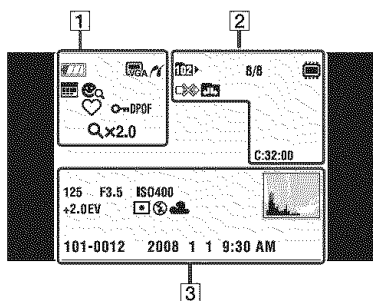 1 2
VGA 102 8/8
DPOF
×2.0
C:32:00
125 F3.5 ISO400
+2.0EV
101-0012 2008 1 1 9:30 AM
3